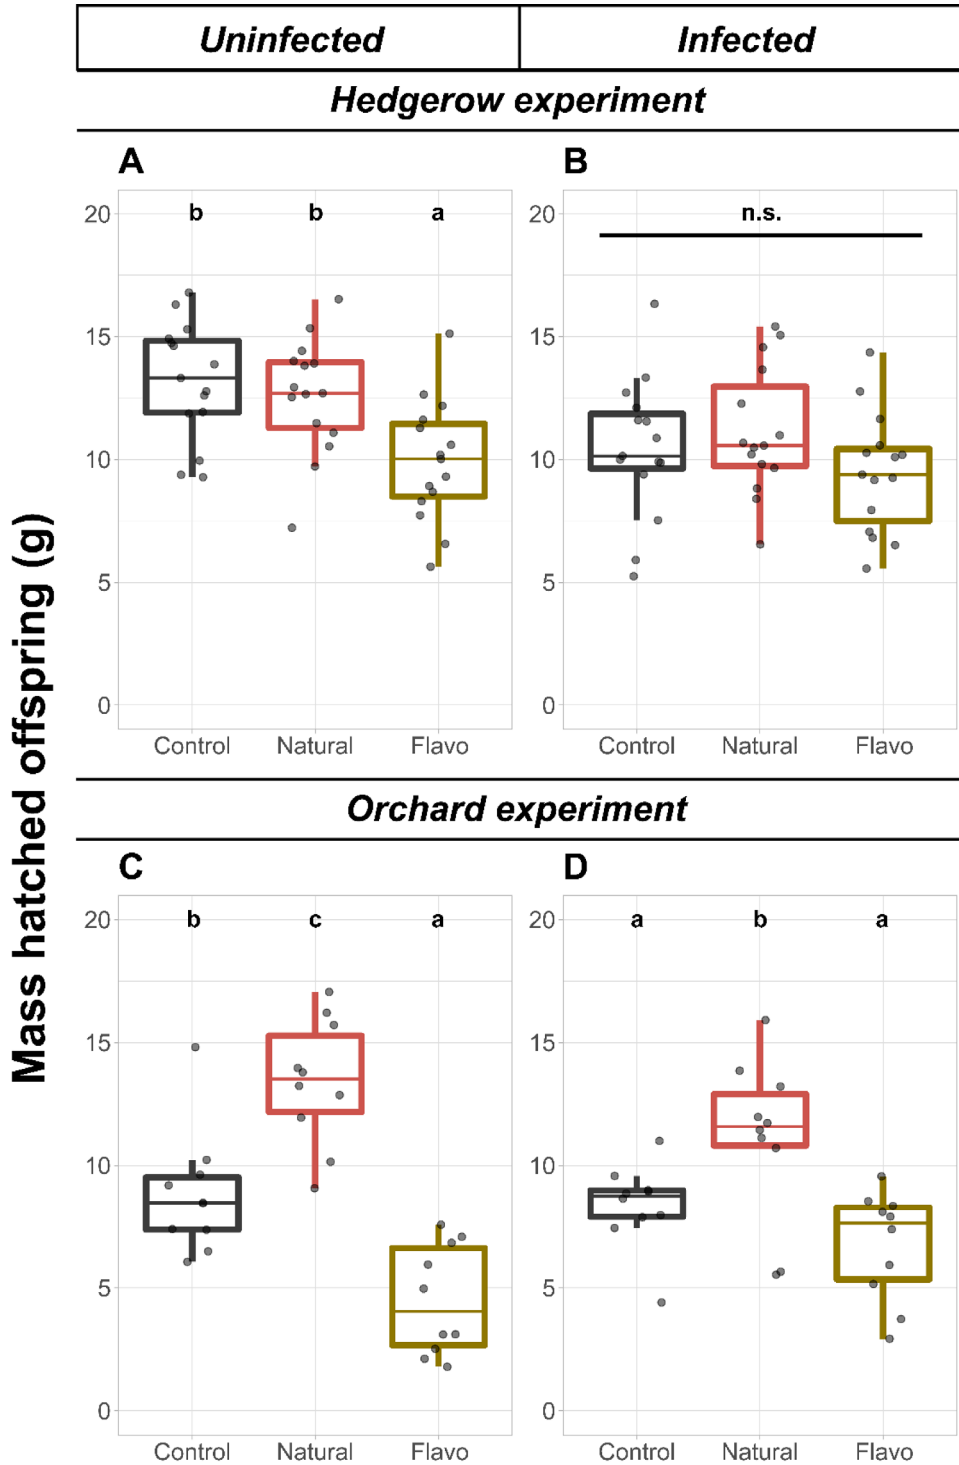 Uninfected Infected
Hedgerow experiment
A B
20 b b a 20 n.s.
15 15
10 10
5 5
0 0
Control Natural Flavo Control Natural Flavo
Mass hatched offspring (g)
Orchard experiment
C D
20 b c a 20 a b a
15 15
10 10
5 5
0 0
Control Natural Flavo Control Natural Flavo